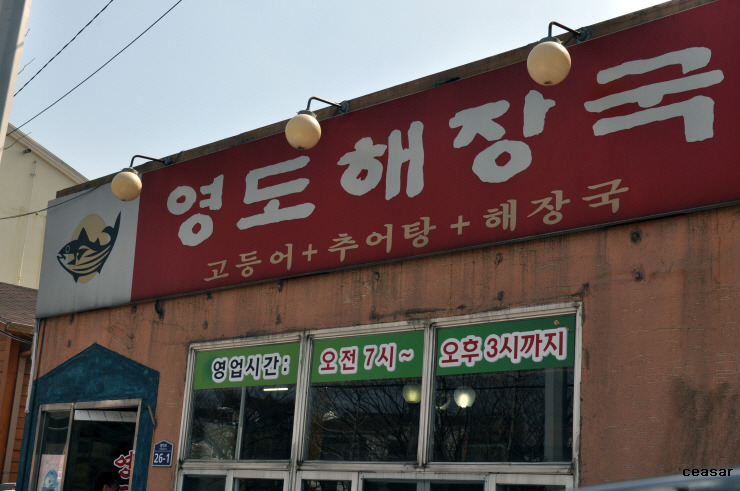 영도해장국
고등어+추어탕+해장국
영업시간: 오전 7시~ 오후 3시까지
26-1
ceasar